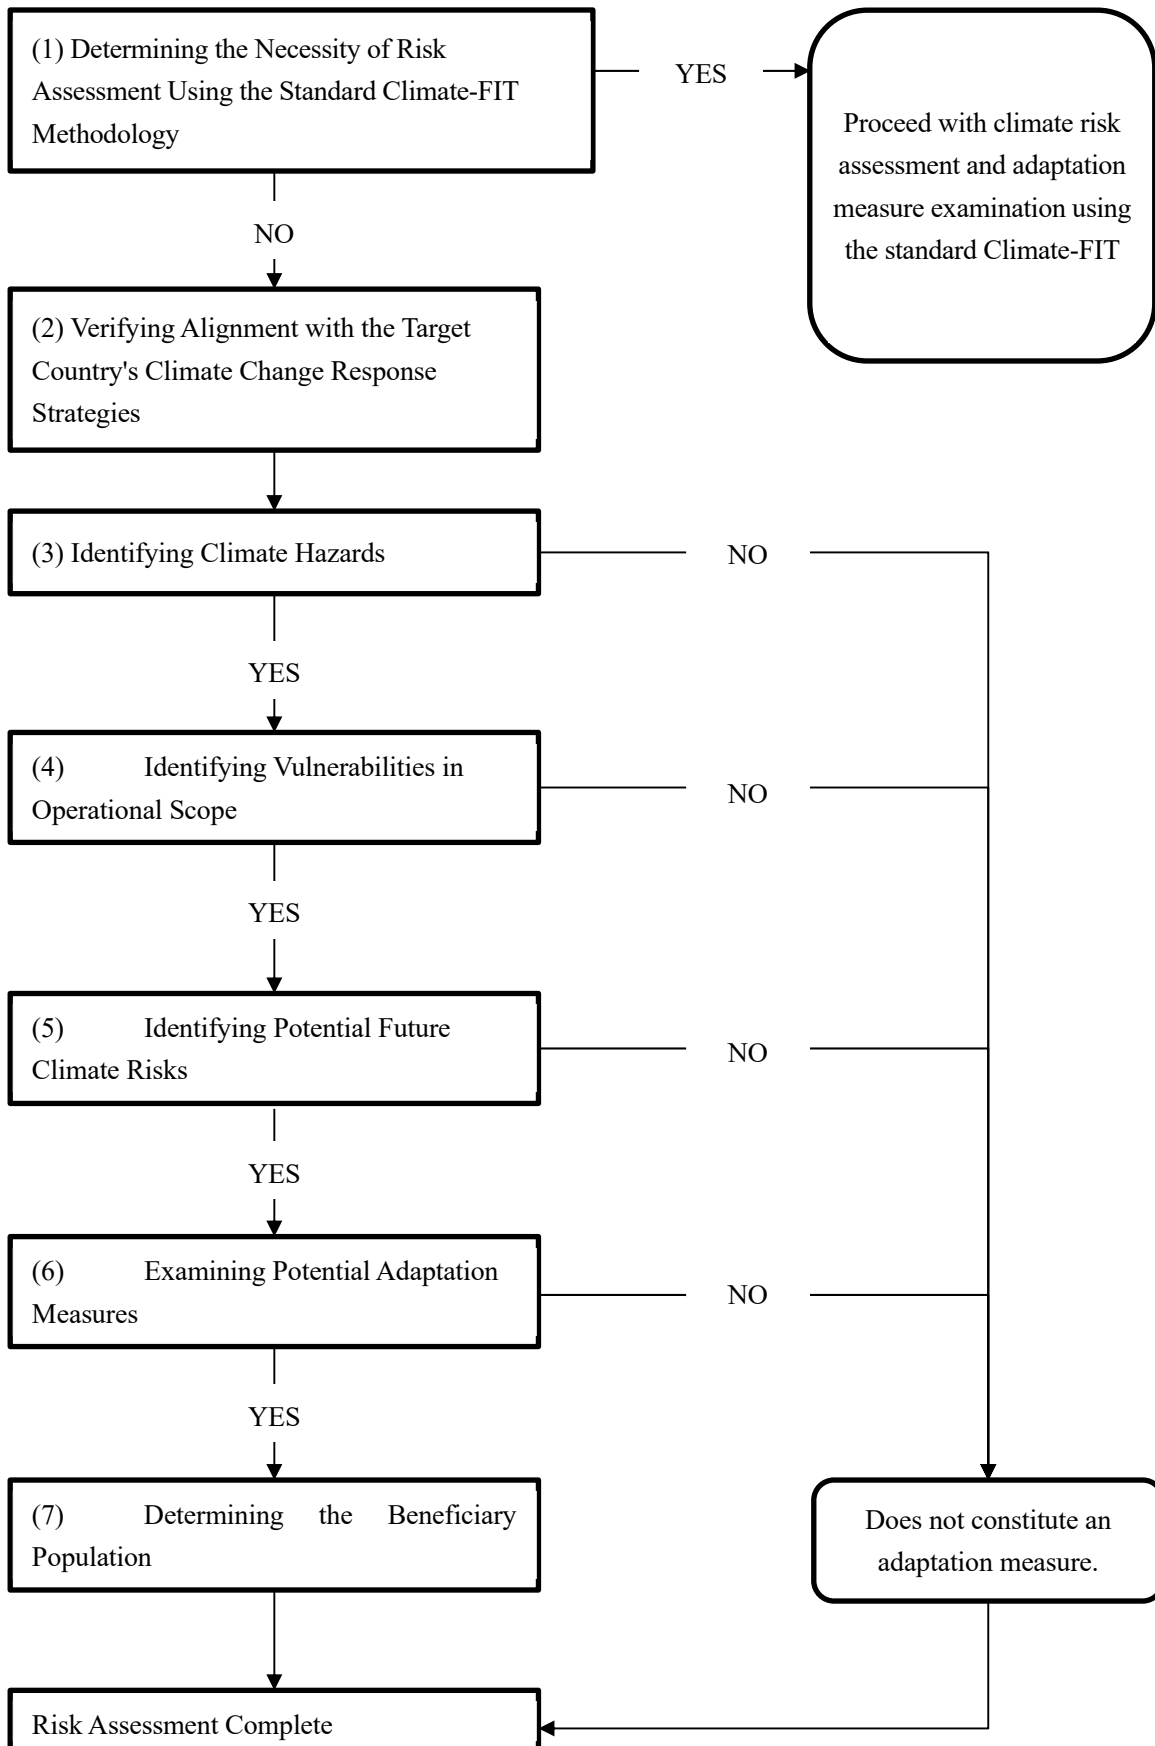 (1) Determining the Necessity of Risk
Assessment Using the Standard Climate-FIT
Methodology
YES
Proceed with climate risk
assessment and adaptation
measure examination using
the standard Climate-FIT
NO
(2) Verifying Alignment with the Target
Country's Climate Change Response
Strategies
(3) Identifying Climate Hazards
NO
YES
(4) Identifying Vulnerabilities in
Operational Scope
NO
YES
(5) Identifying Potential Future
Climate Risks
NO
YES
(6) Examining Potential Adaptation
Measures
NO
YES
(7) Determining the Beneficiary
Population
Does not constitute an
adaptation measure.
Risk Assessment Complete